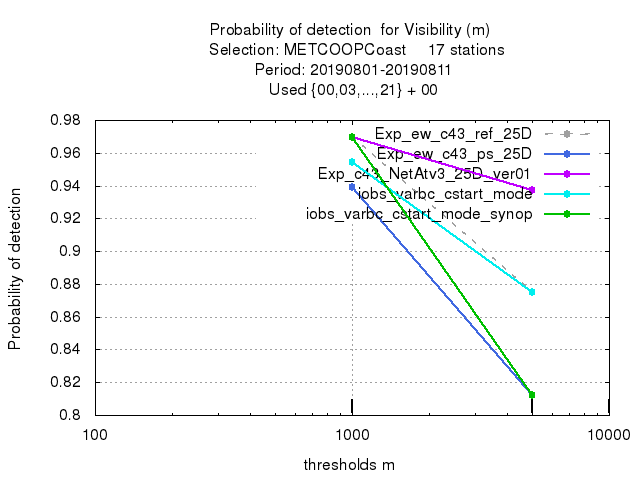 Probability of detection  for Visibility (m)
Selection: METCOOPCoast     17 stations
Period: 20190801-20190811
Used {00,03,...,21} + 00
0.98
0.96
0.94
0.92
0.9
0.88
0.86
0.84
0.82
0.8
Probability of detection
Exp_ew_c43_ref_25D
Exp_ew_c43_ps_25D
Exp_c43_NetAtv3_25D_ver01
iobs_varbc_cstart_mode
iobs_varbc_cstart_mode_synop
100
1000
10000
thresholds m